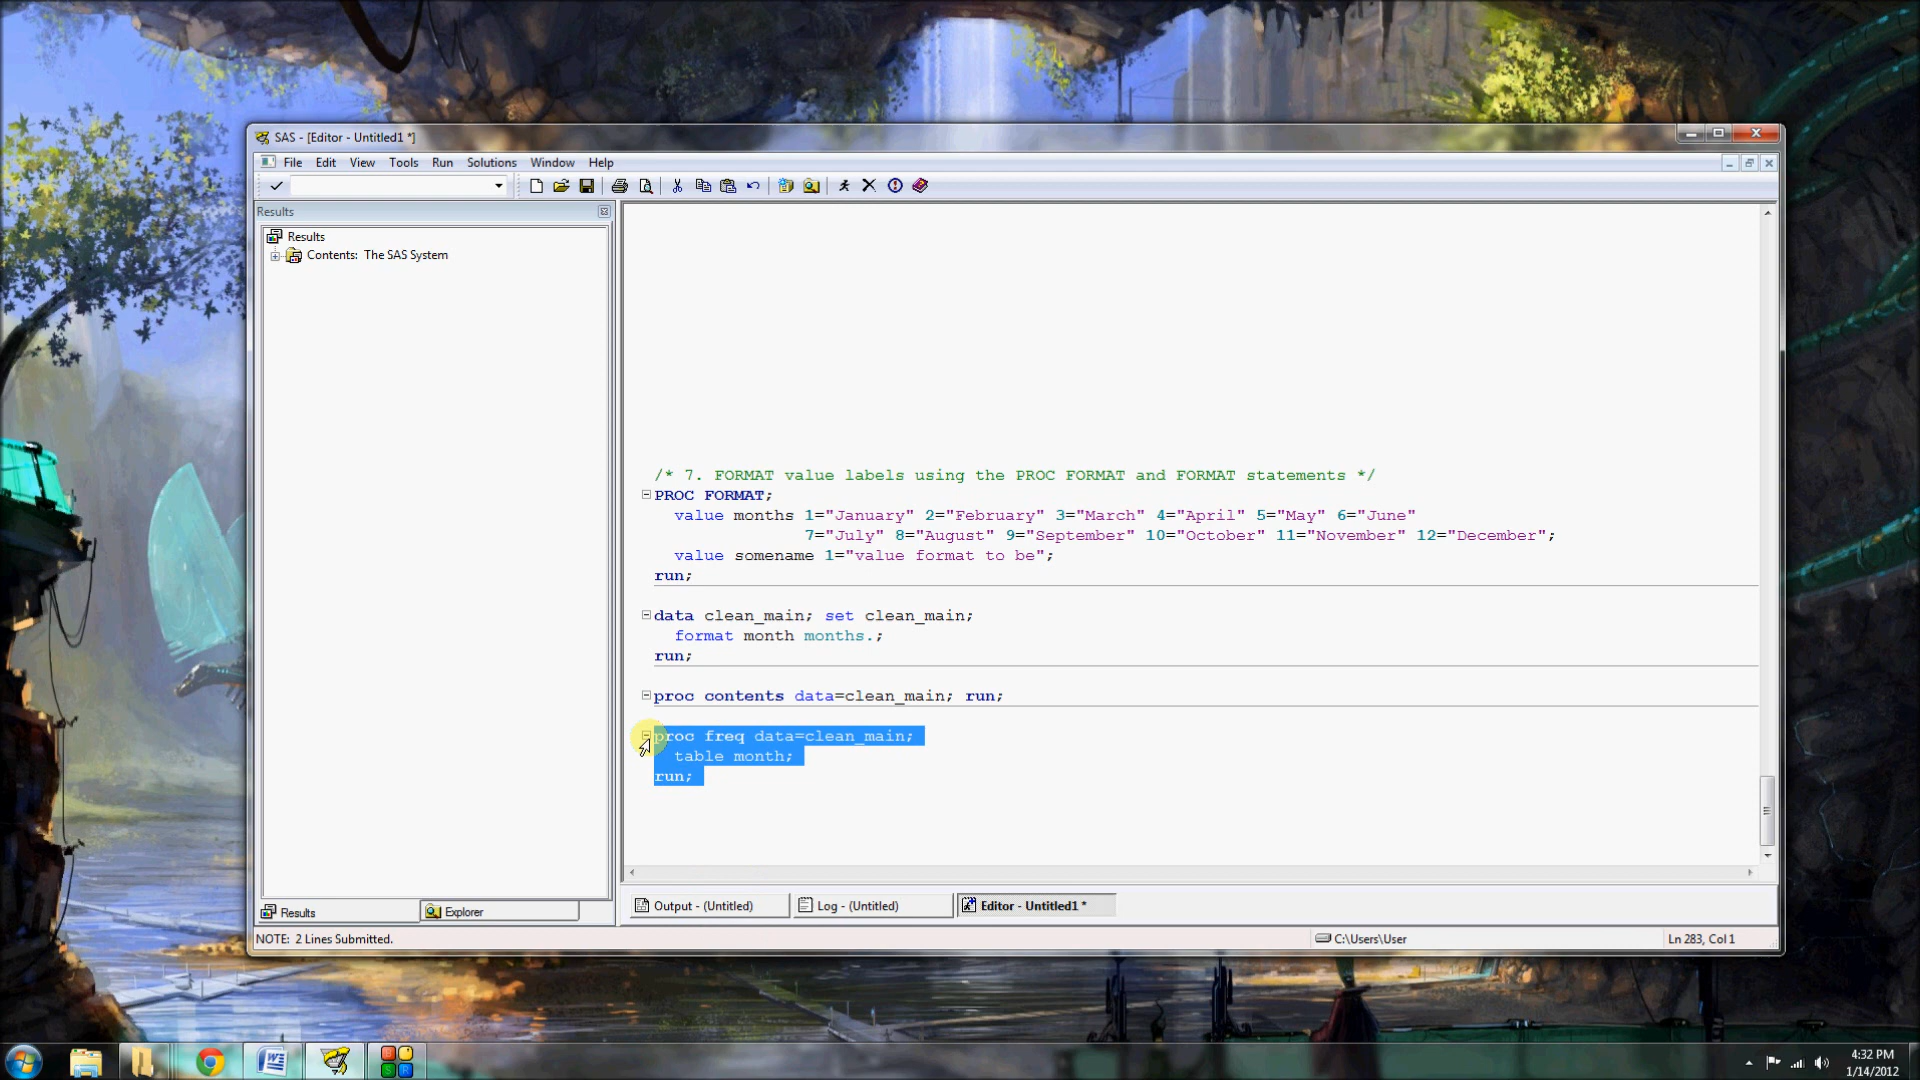 SAS - [Editor - Untitled1 *]
File Edit View Tools Run Solutions Window Help
Results
Results
Contents: The SAS System
/* 7. FORMAT value labels using the PROC FORMAT and FORMAT statements */
PROC FORMAT;
value months 1="January" 2="February" 3="March" 4="April" 5="May" 6="June"
7="July" 8="August" 9="September" 10="October" 11="November" 12="December";
value somename 1="value format to be";
run;
data clean_main; set clean_main;
format month months.;
run;
proc contents data=clean_main; run;
proc freq data=clean_main;
table month;
run;
Results Explorer
Output - (Untitled) Log - (Untitled) Editor - Untitled1 *
NOTE: 2 Lines Submitted. C:\Users\User Ln 283, Col 1
4:32 PM
1/14/2012